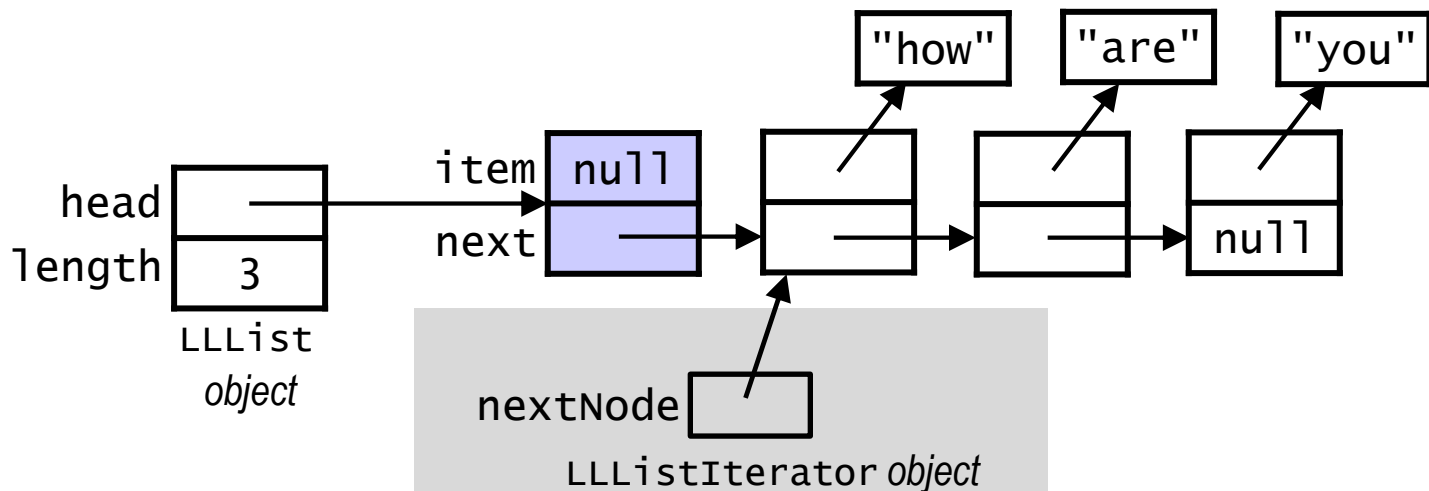 "how" "are" "you"
item null
head
next null
length 3
LLList
object
nextNode
LLListIterator object